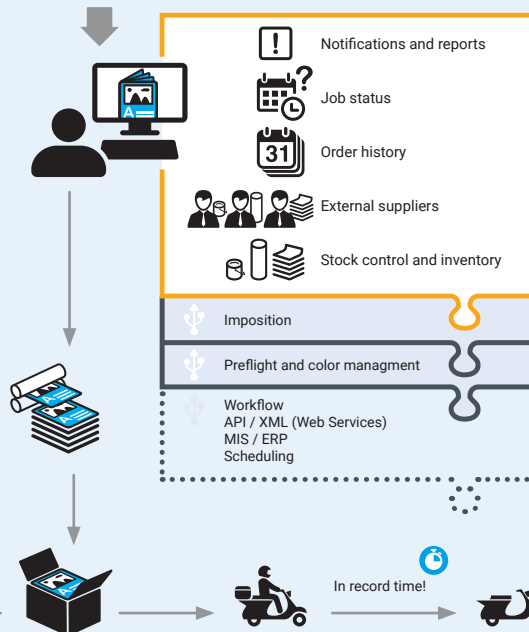 Notifications and reports
Job status
31
Order history
External suppliers
Stock control and inventory
Imposition
Preflight and color managment
Workflow
API / XML (Web Services)
MIS / ERP
Scheduling
In record time!